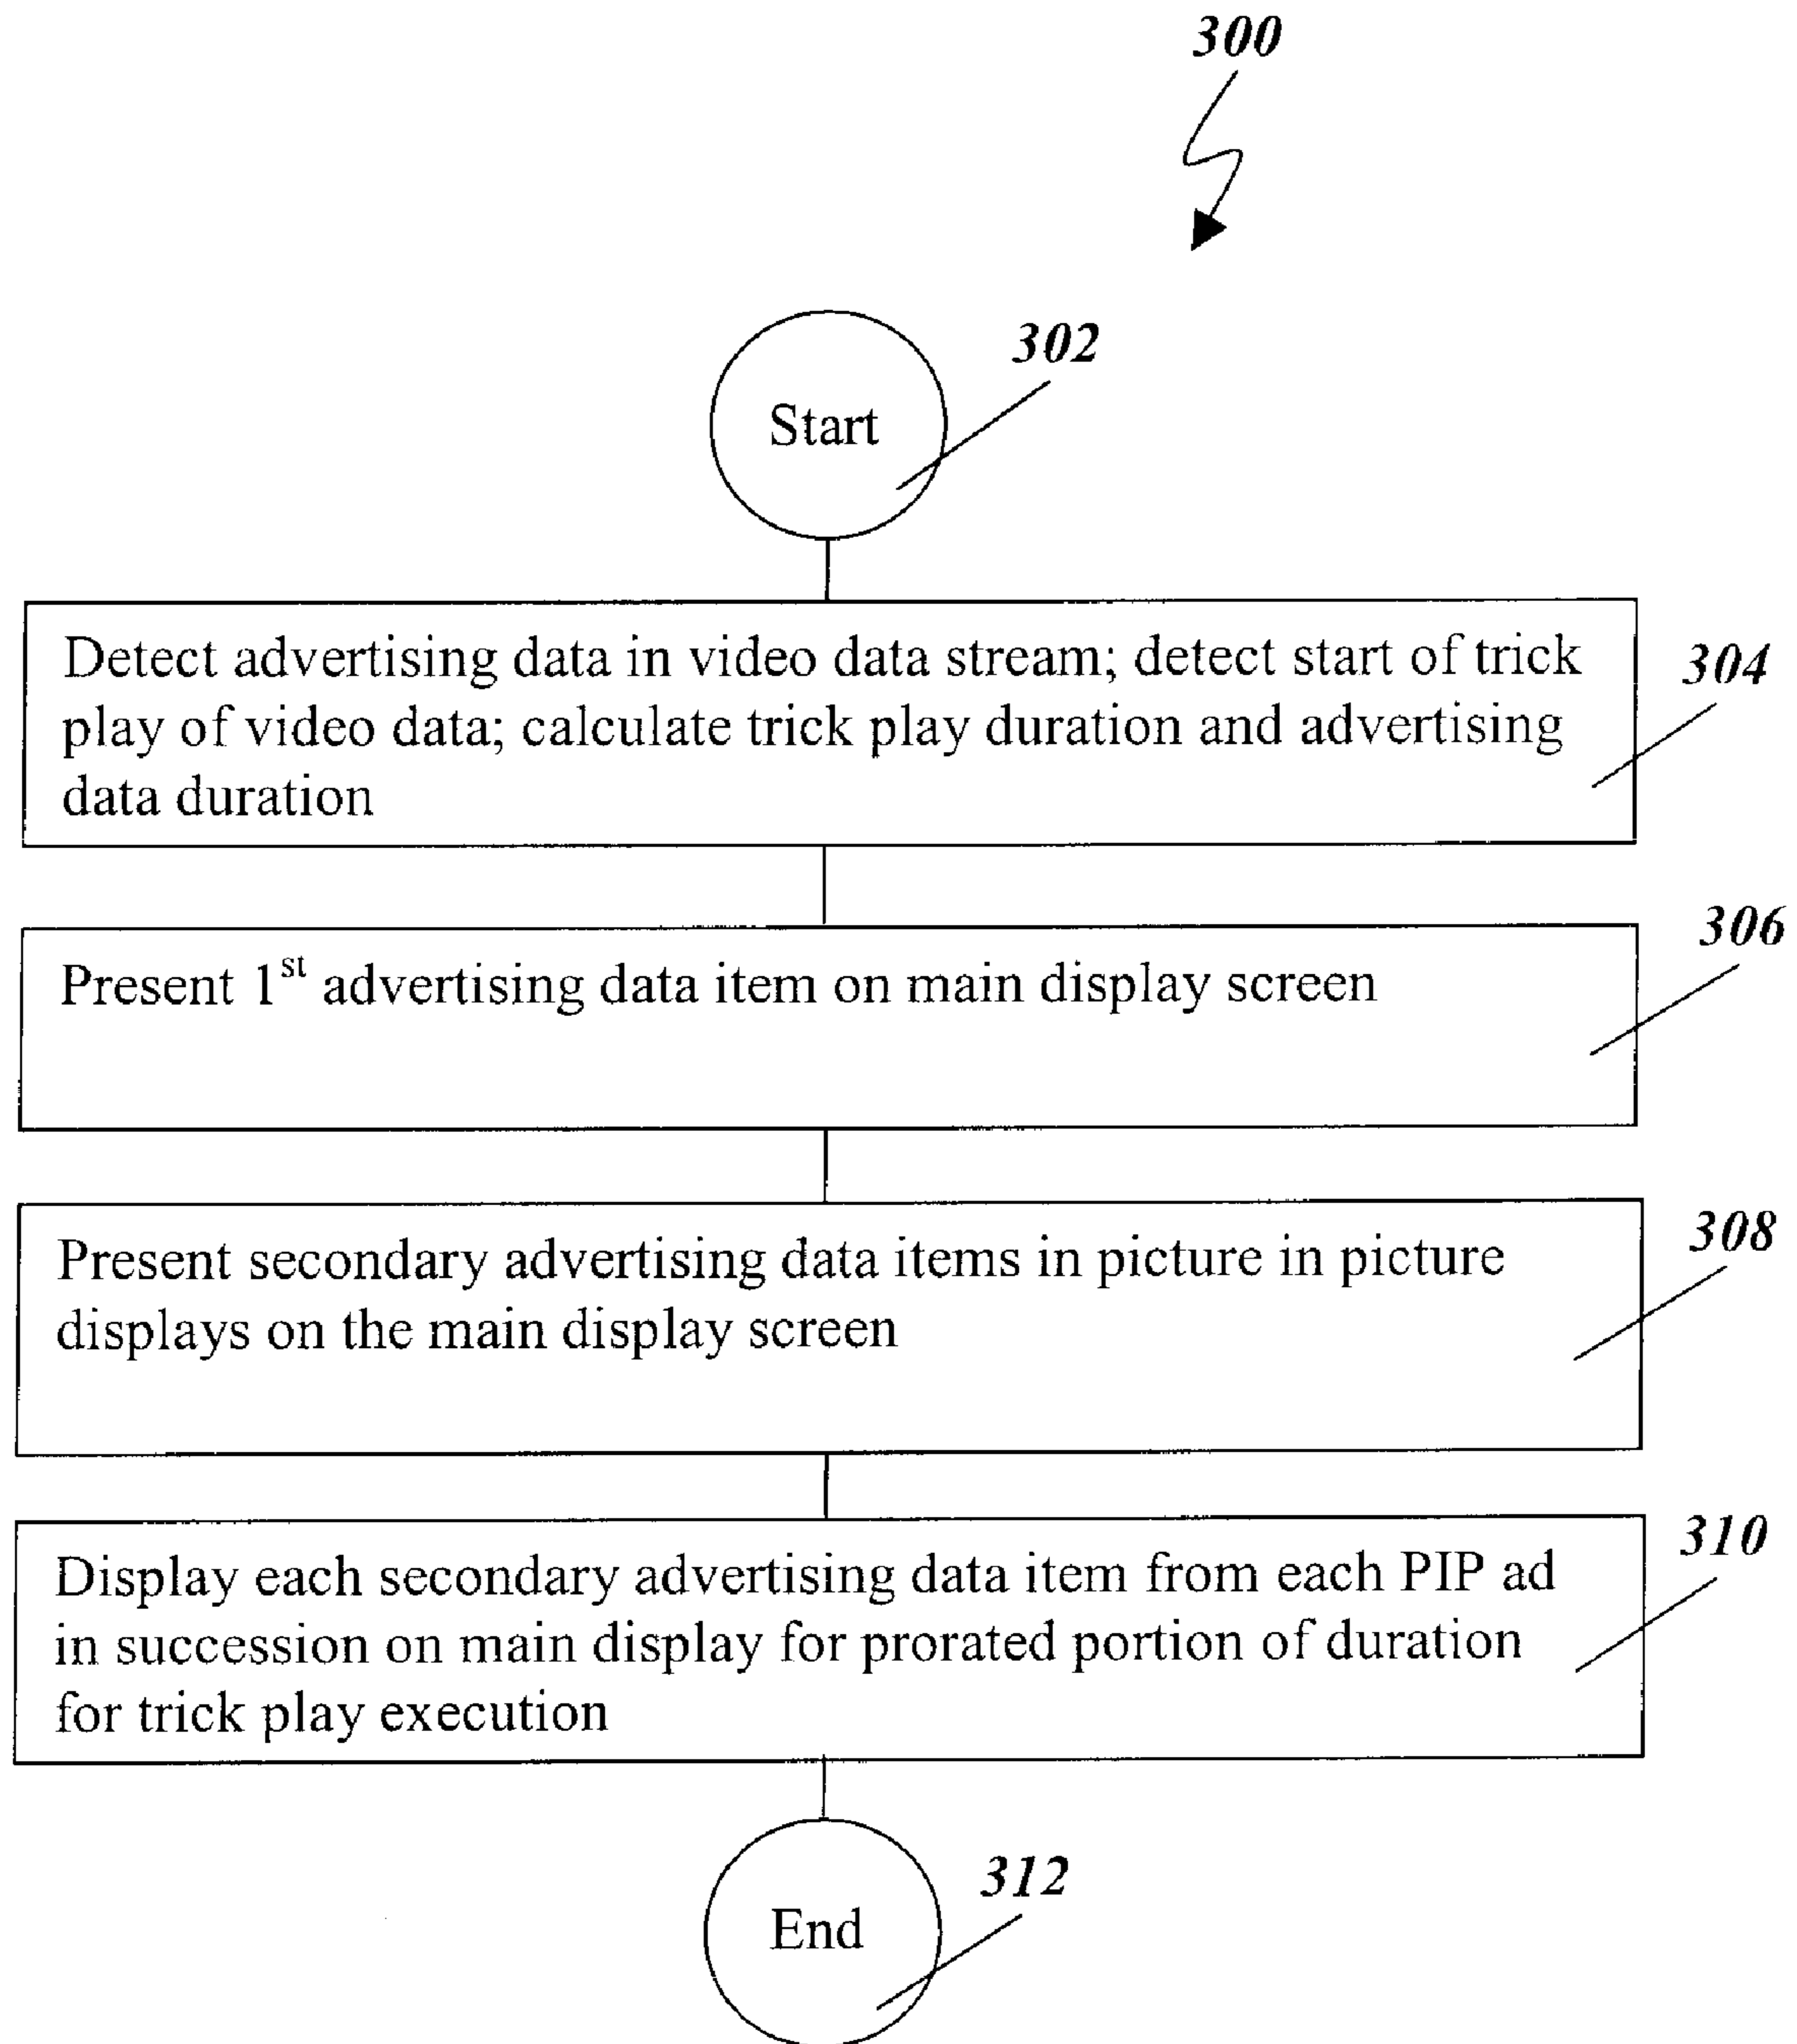 300
302
Start
Detect advertising data in video data stream; detect start of trick
play of video data; calculate trick play duration and advertising
data duration
304
Present 1st advertising data item on main display screen
306
Present secondary advertising data items in picture in picture
displays on the main display screen
308
Display each secondary advertising data item from each PIP ad
in succession on main display for prorated portion of duration
for trick play execution
310
312
End